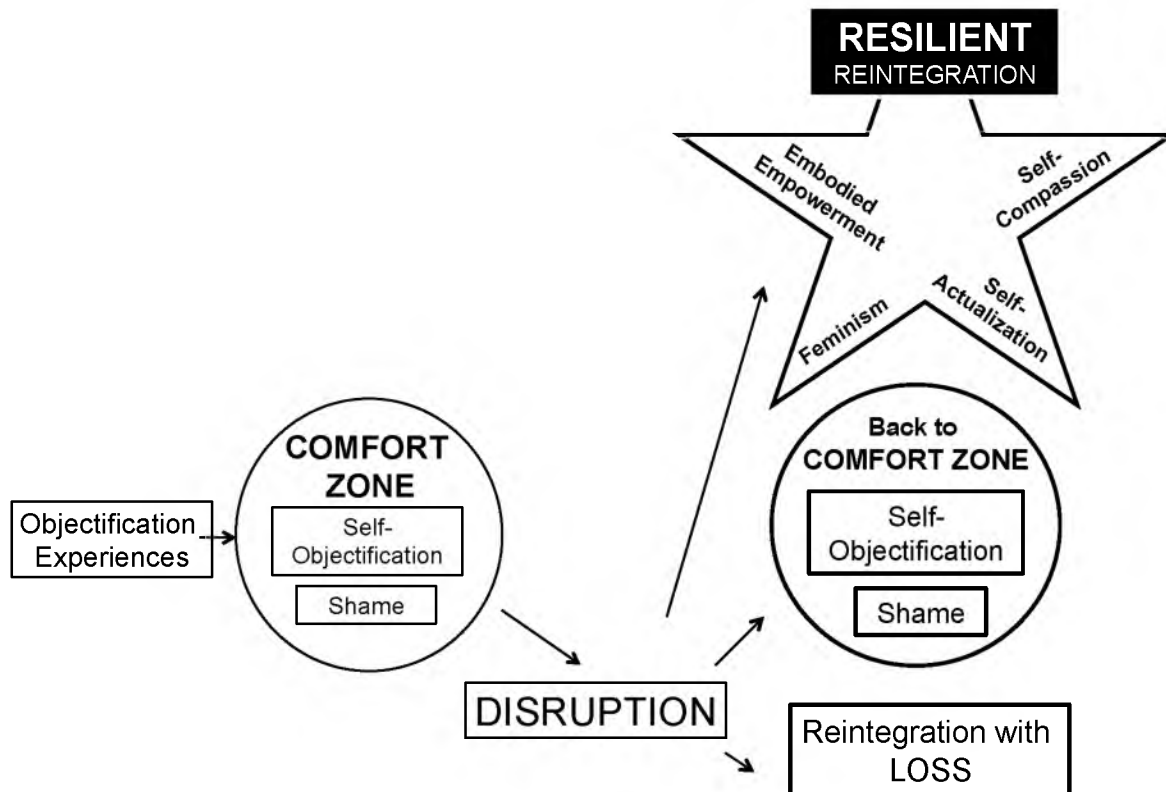 RESILIENT
REINTEGRATION
Embodied
Empowerment
Self-
Compassion
Feminism
Self-
Actualization
Objectification
Experiences
COMFORT
ZONE
Self-
Objectification
Shame
Back to
COMFORT ZONE
Self-
Objectification
Shame
DISRUPTION
Reintegration with
LOSS